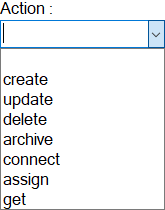 Action :
create
update
delete
archive
connect
assign
get